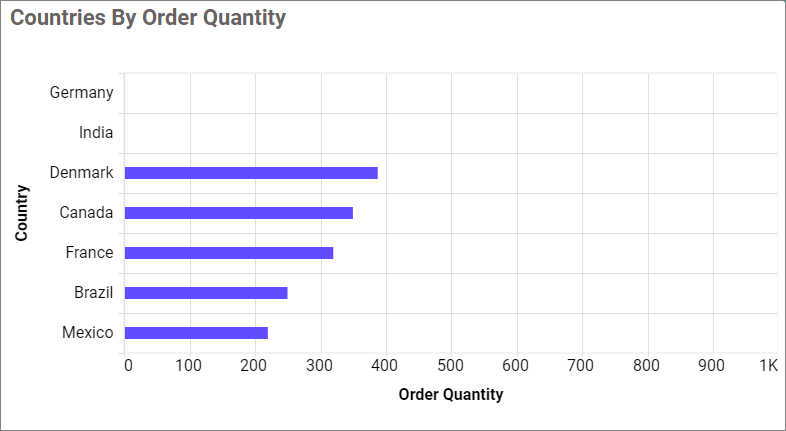 Countries By Order Quantity
Country
Germany
India
Denmark
Canada
France
Brazil
Mexico
0 100 200 300 400 500 600 700 800 900 1K
Order Quantity